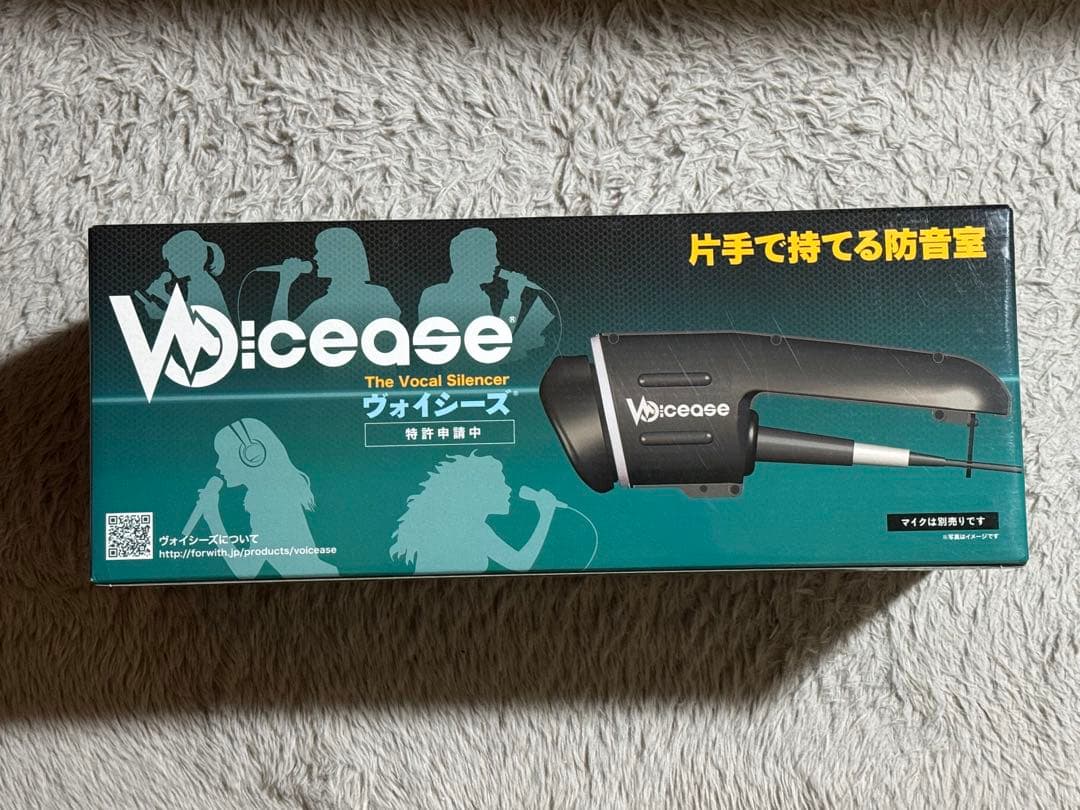 片手で持てる防音室
Voicease®
The Vocal Silencer
ヴォイシーズ®
特許申請中
Voicease
マイクは別売りです
※写真はイメージです
ヴォイシーズについて
http://forwith.jp/products/voicease